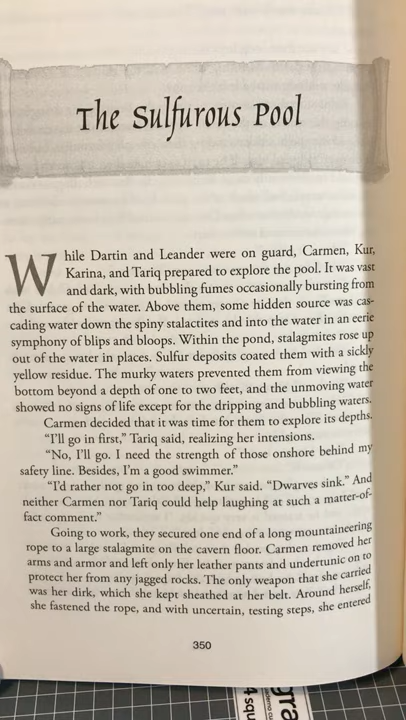 The Sulfurous Pool
While Dartin and Leander were on guard, Carmen, Kur,
Karina, and Tariq prepared to explore the pool. It was vast
and dark, with bubbling fumes occasionally bursting from
the surface of the water. Above them, some hidden source was cas-
cading water down the spiny stalactites and into the water in an eerie
symphony of blips and bloops. Within the pond, stalagmites rose up
out of the water in places. Sulfur deposits coated them with a sickly
yellow residue. The murky waters prevented them from viewing the
bottom beyond a depth of one to two feet, and the unmoving water
showed no signs of life except for the dripping and bubbling waters.
Carmen decided that it was time for them to explore its depths.
“I’ll go in first,” Tariq said, realizing her intensions.
“No, I’ll go. I need the strength of those onshore behind my
safety line. Besides, I’m a good swimmer.”
“I’d rather not go in too deep,” Kur said. “Dwarves sink.” And
neither Carmen nor Tariq could help laughing at such a matter-of-
fact comment.”
Going to work, they secured one end of a long mountaineering
rope to a large stalagmite on the cavern floor. Carmen removed her
arms and armor and left only her leather pants and undertunic on to
protect her from any jagged rocks. The only weapon that she carried
was her dirk, which she kept sheathed at her belt. Around herself,
she fastened the rope, and with uncertain, testing steps, she entered
350